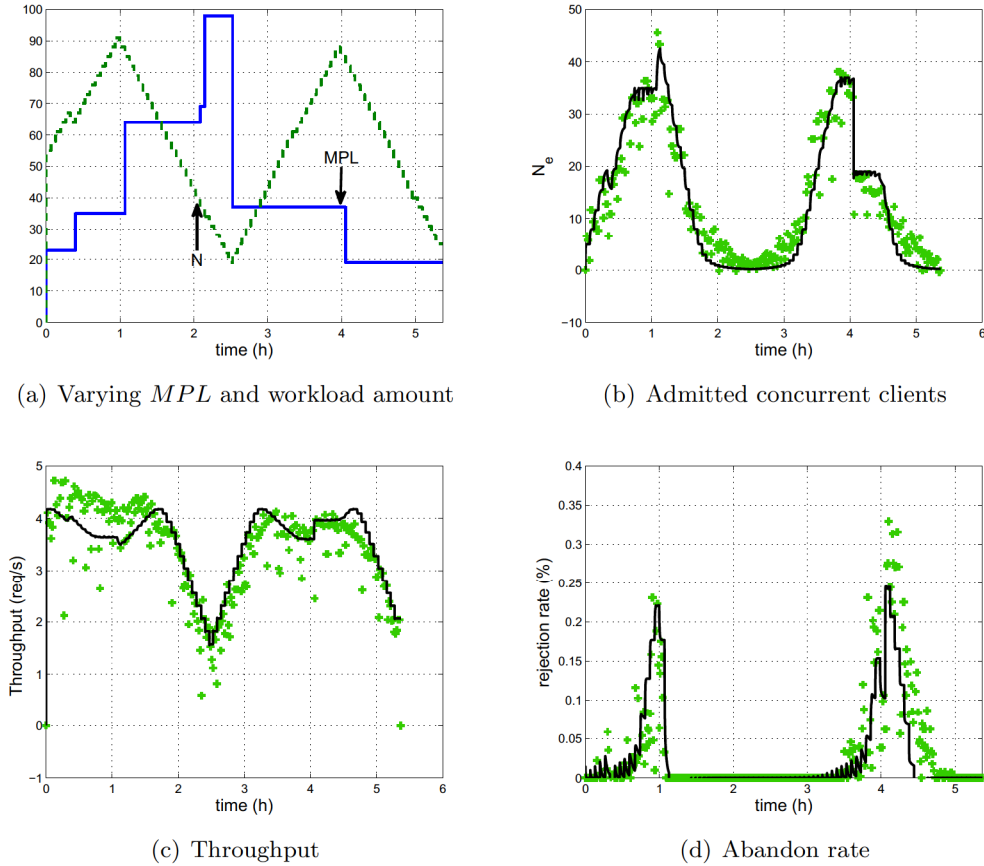 100
90
80
70
60
50
40
30
20
10
0
MPL
N
0 1 2 3 4 5
time (h)
(a) Varying MPL and workload amount
50
40
30
20
10
0
−10
N_e
0 1 2 3 4 5 6
time (h)
(b) Admitted concurrent clients
5
4
3
2
1
0
−1
Throughput (req/s)
0 1 2 3 4 5 6
time (h)
(c) Throughput
0.4
0.35
0.3
0.25
0.2
0.15
0.1
0.05
0
rejection rate (%)
0 1 2 3 4 5
time (h)
(d) Abandon rate